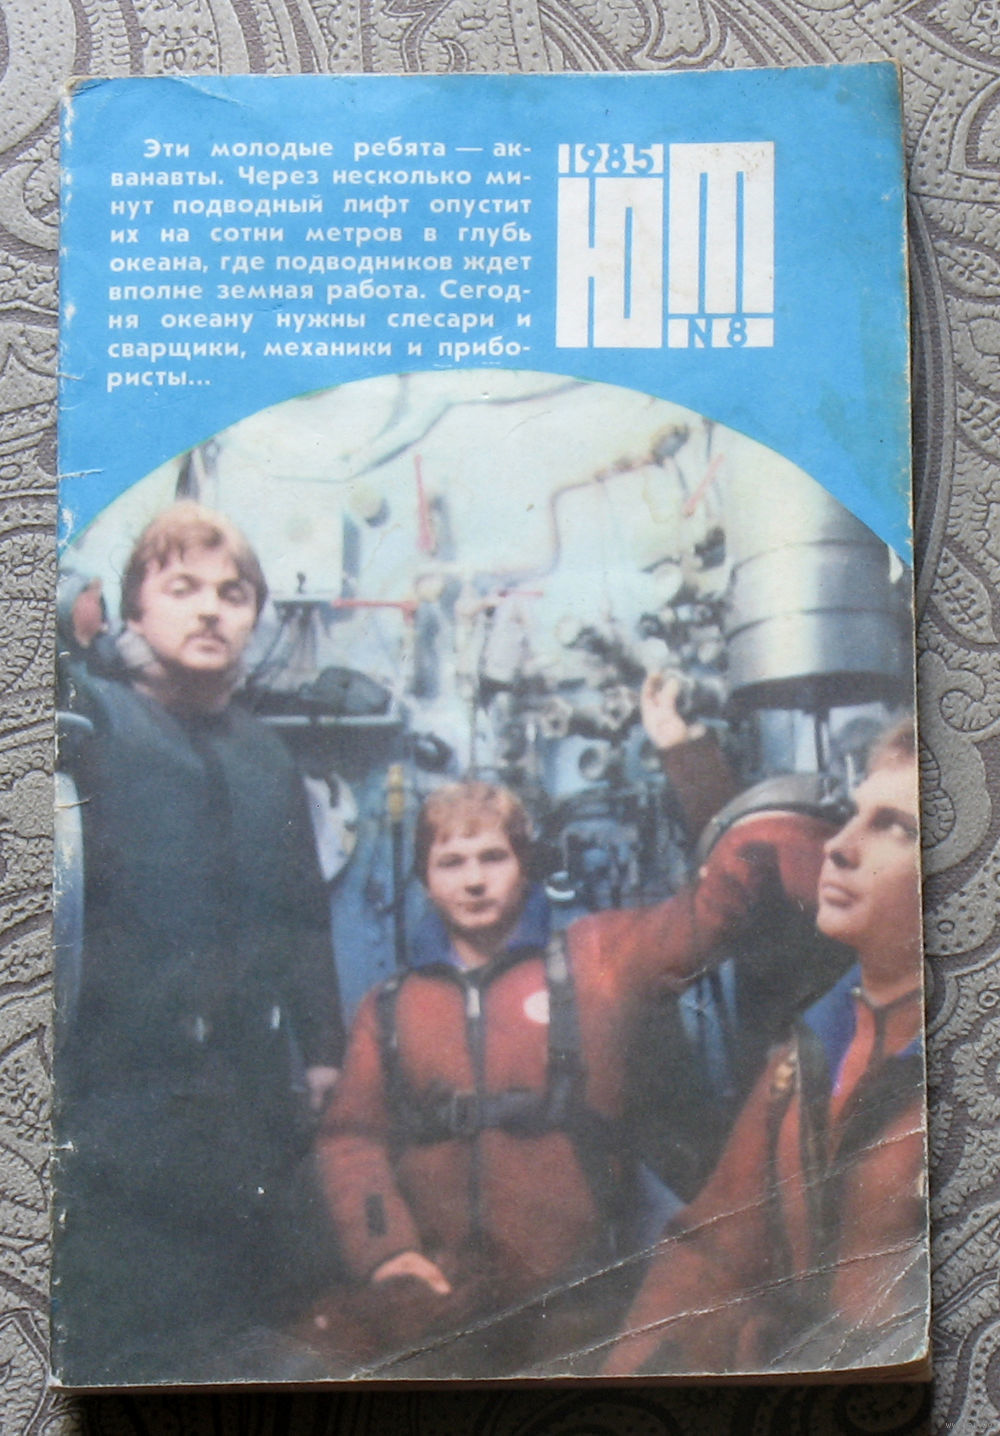 Эти молодые ребята — ак-
ванавты. Через несколько ми-
нут подводный лифт опустит
их на сотни метров в глубь
океана, где подводников ждет
вполне земная работа. Сегод-
ня океану нужны слесари и
сварщики, механики и прибо-
ристы...
1985
ЮТ
N8